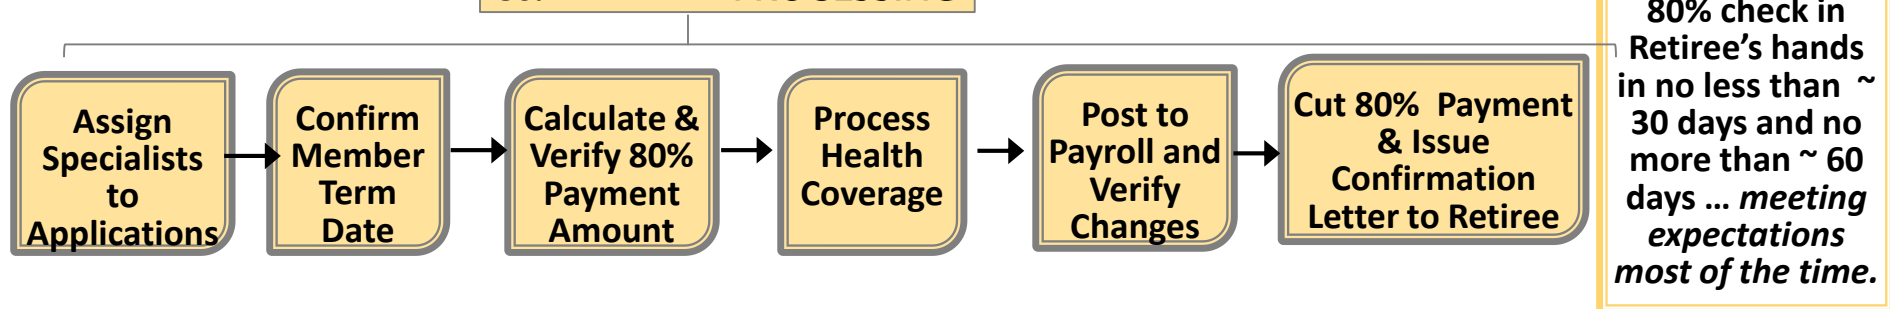 Assign
Specialists
to
Applications
Confirm
Member
Term
Date
Calculate &
Verify 80%
Payment
Amount
Process
Health
Coverage
Post to
Payroll and
Verify
Changes
Cut 80% Payment
& Issue
Confirmation
Letter to Retiree
80% check in
Retiree’s hands
in no less than ~
30 days and no
more than ~ 60
days … meeting
expectations
most of the time.